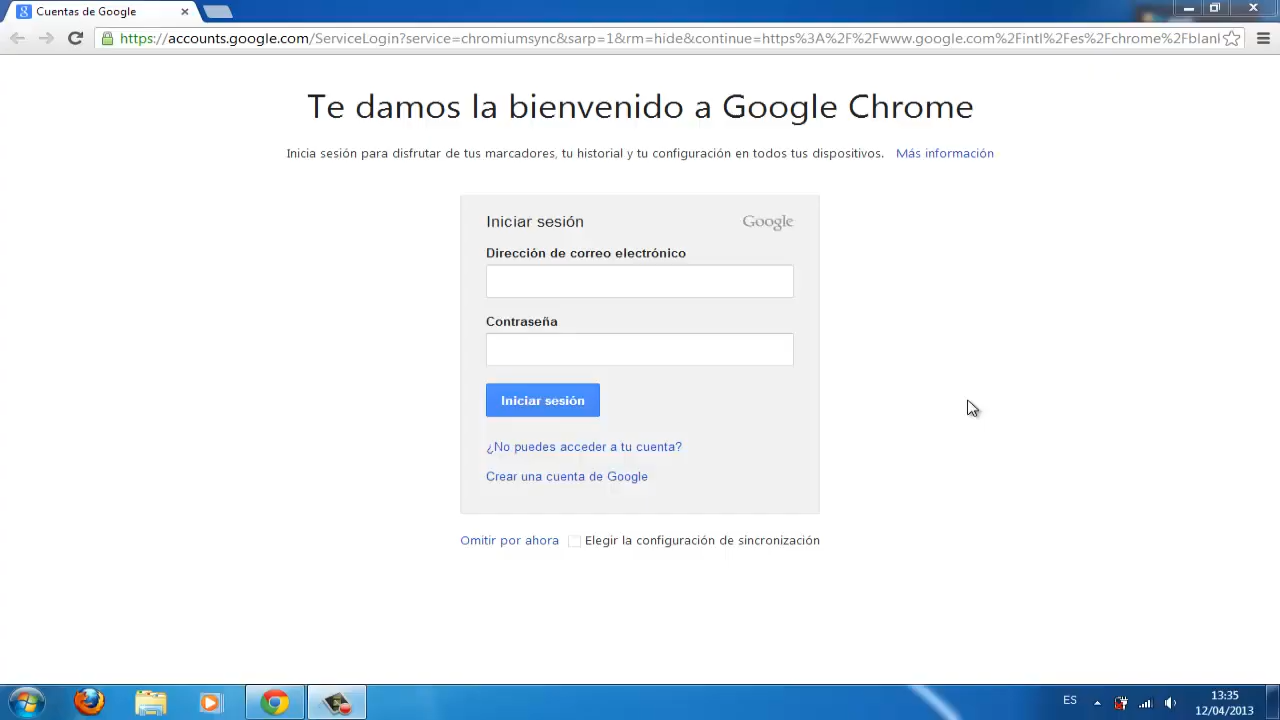 Cuentas de Google
https://accounts.google.com/ServiceLogin?service=chromiumsync&sarp=1&rm=hide&continue=https%3A%2F%2Fwww.google.com%2Fintl%2Fes%2Fchrome%2Fblanl
Te damos la bienvenido a Google Chrome
Inicia sesión para disfrutar de tus marcadores, tu historial y tu configuración en todos tus dispositivos. Más información
Iniciar sesión Google
Dirección de correo electrónico
Contraseña
Iniciar sesión
¿No puedes acceder a tu cuenta?
Crear una cuenta de Google
Omitir por ahora Elegir la configuración de sincronización
ES 13:35
12/04/2013